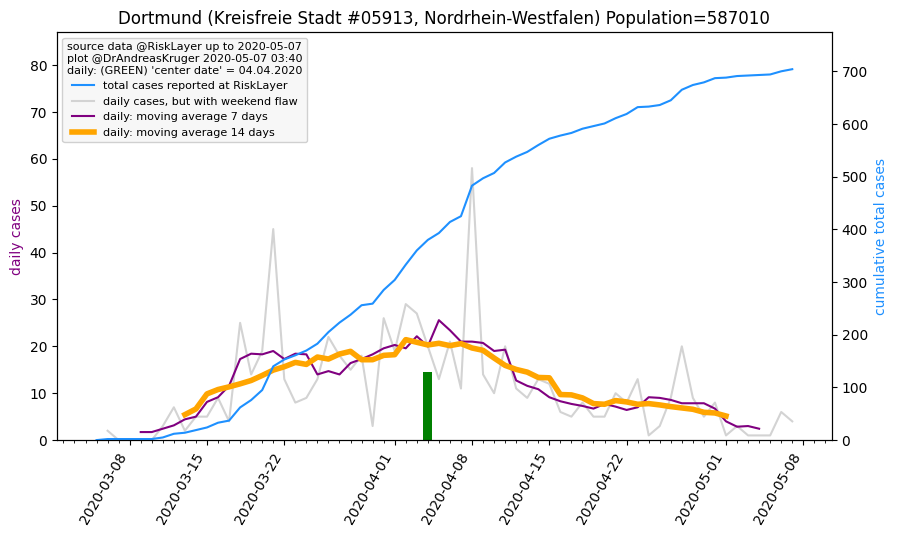 Dortmund (Kreisfreie Stadt #05913, Nordrhein-Westfalen) Population=587010
source data @RiskLayer up to 2020-05-07
plot @DrAndreasKruger 2020-05-07 03:40
daily: (GREEN) 'center date' = 04.04.2020
total cases reported at RiskLayer
daily cases, but with weekend flaw
daily: moving average 7 days
daily: moving average 14 days
daily cases
80
70
60
50
40
30
20
10
0
cumulative total cases
700
600
500
400
300
200
100
0
2020-03-08
2020-03-15
2020-03-22
2020-04-01
2020-04-08
2020-04-15
2020-04-22
2020-05-01
2020-05-08